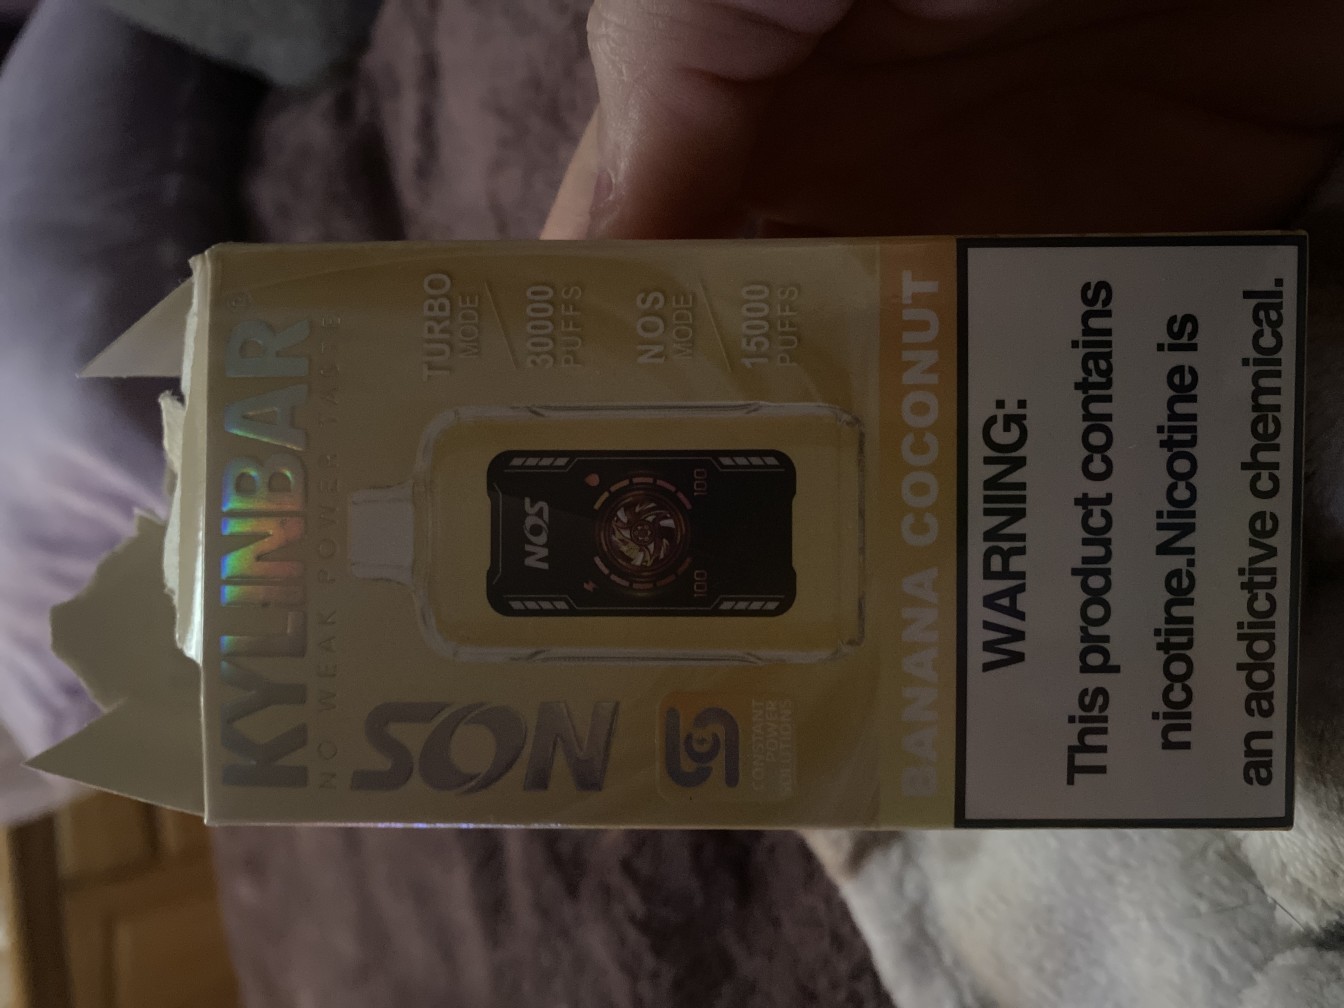 KYLINBAR®
NO WEAK POWER TASTE
TURBO
MODE
30000
PUFFS
NOS
MODE
15000
PUFFS
NOS
NOS
100
100
CONSTANT
POWER
SOLUTIONS
BANANA COCONUT
WARNING:
This product contains
nicotine.Nicotine is
an addictive chemical.